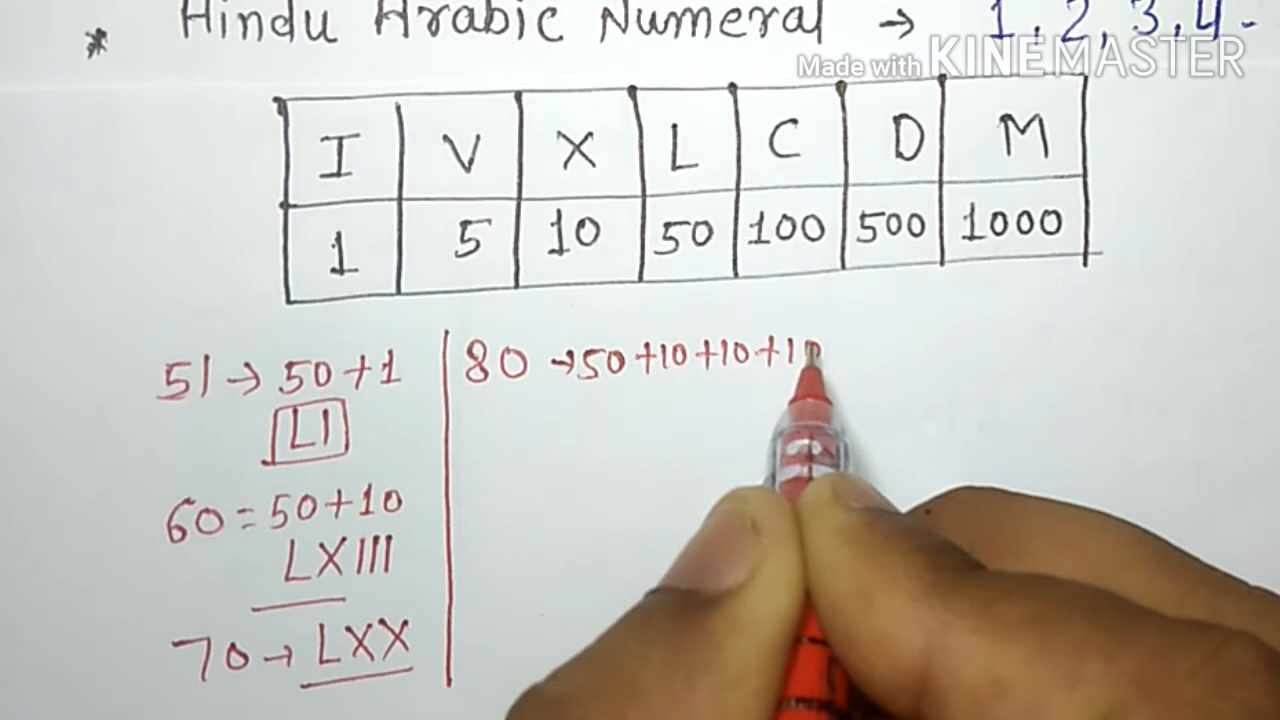 * Hindu Arabic Numeral → 1, 2, 3, 4 -
Made with KINEMASTER
I V X L C D M
1 5 10 50 100 500 1000
51 → 50 + 1
LI
60 = 50 + 10
LXIII
70 → LXX
80 → 50 + 10 + 10 + 10